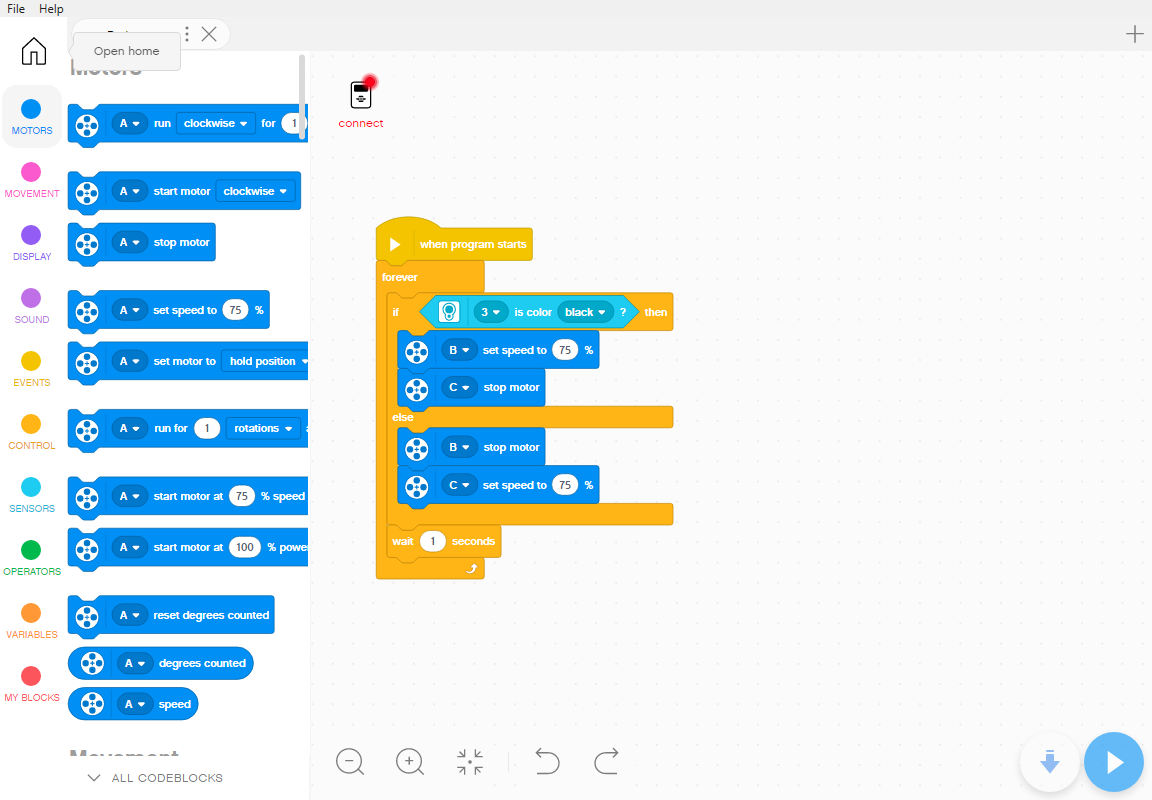 File Help
Open home
Motors
MOTORS
MOVEMENT
DISPLAY
SOUND
EVENTS
CONTROL
SENSORS
OPERATORS
VARIABLES
MY BLOCKS
A run clockwise for 1
A start motor clockwise
A stop motor
A set speed to 75 %
A set motor to hold position
A run for 1 rotations
A start motor at 75 % speed
A start motor at 100 % power
A reset degrees counted
A degrees counted
A speed
Movement
ALL CODEBLOCKS
connect
when program starts
forever
if 3 is color black ? then
B set speed to 75 %
C stop motor
else
B stop motor
C set speed to 75 %
wait 1 seconds